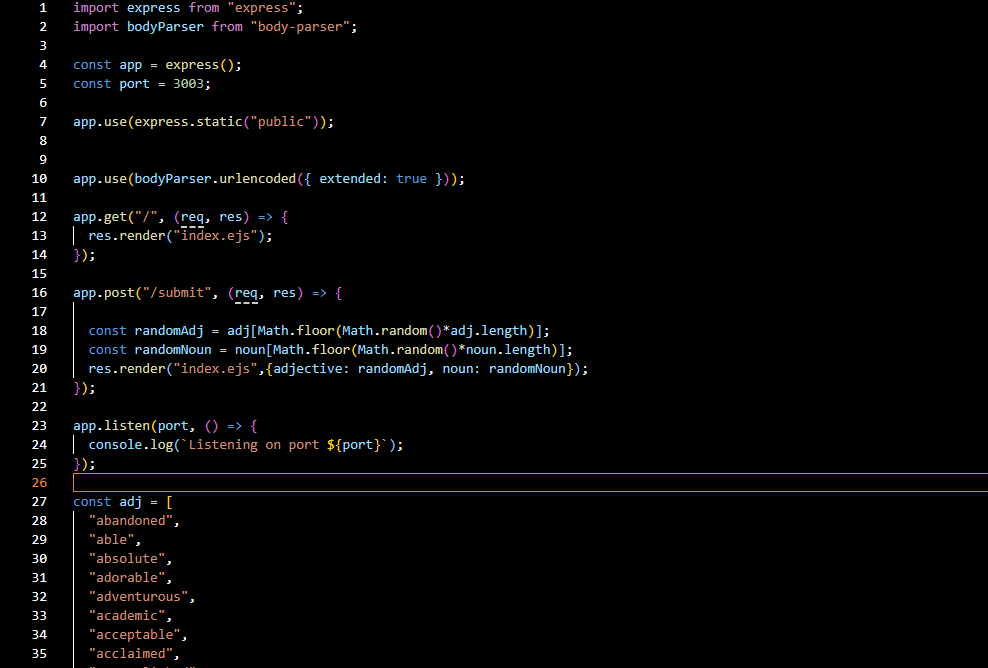 1 import express from "express";
2 import bodyParser from "body-parser";
3
4 const app = express();
5 const port = 3003;
6
7 app.use(express.static("public"));
8
9
10 app.use(bodyParser.urlencoded({ extended: true }));
11
12 app.get("/", (req, res) => {
13   res.render("index.ejs");
14 });
15
16 app.post("/submit", (req, res) => {
17
18   const randomAdj = adj[Math.floor(Math.random()*adj.length)];
19   const randomNoun = noun[Math.floor(Math.random()*noun.length)];
20   res.render("index.ejs",{adjective: randomAdj, noun: randomNoun});
21 });
22
23 app.listen(port, () => {
24   console.log(`Listening on port ${port}`);
25 });
26
27 const adj = [
28   "abandoned",
29   "able",
30   "absolute",
31   "adorable",
32   "adventurous",
33   "academic",
34   "acceptable",
35   "acclaimed",